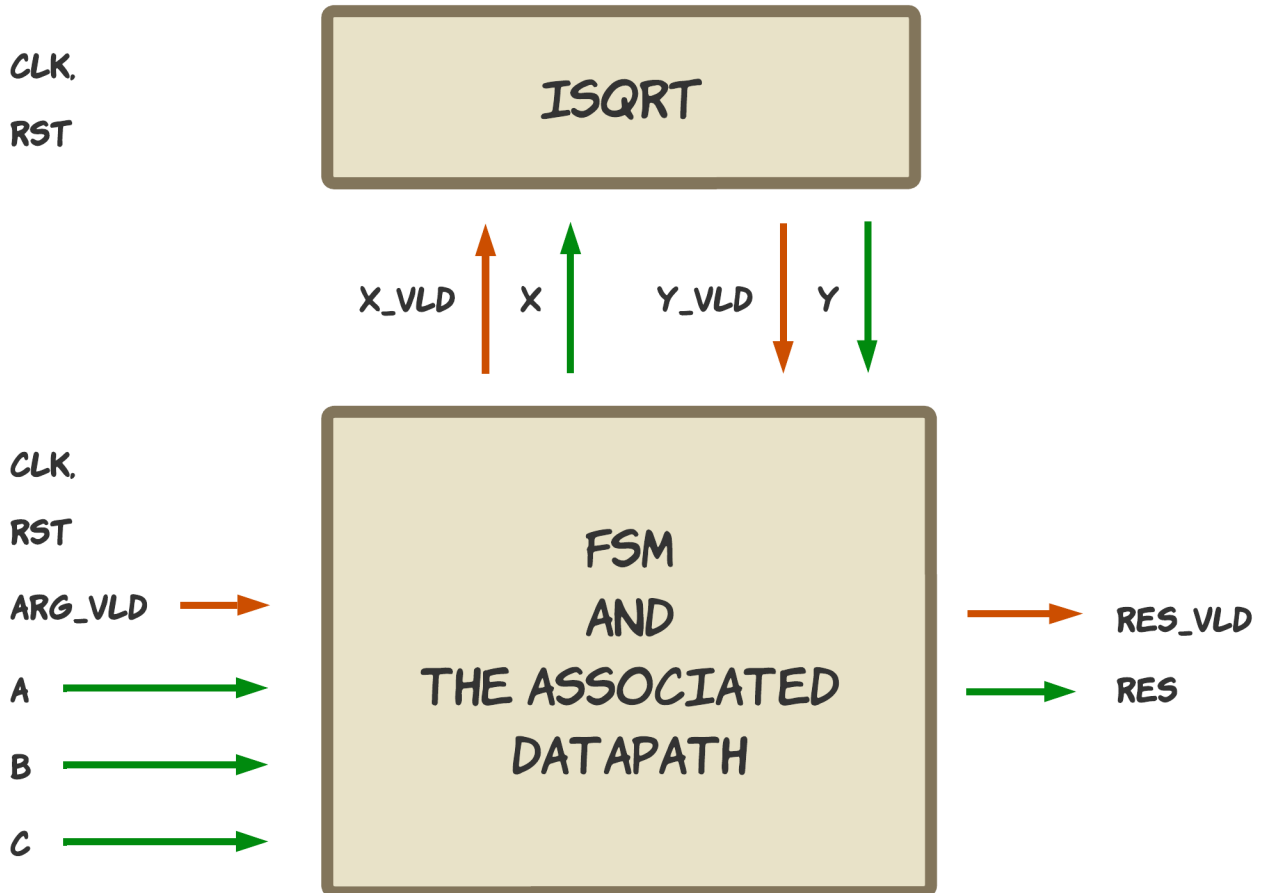 CLK,
RST
ISQRT
X_VLD
X
Y_VLD
Y
CLK,
RST
ARG_VLD
A
B
C
FSM
AND
THE ASSOCIATED
DATAPATH
RES_VLD
RES